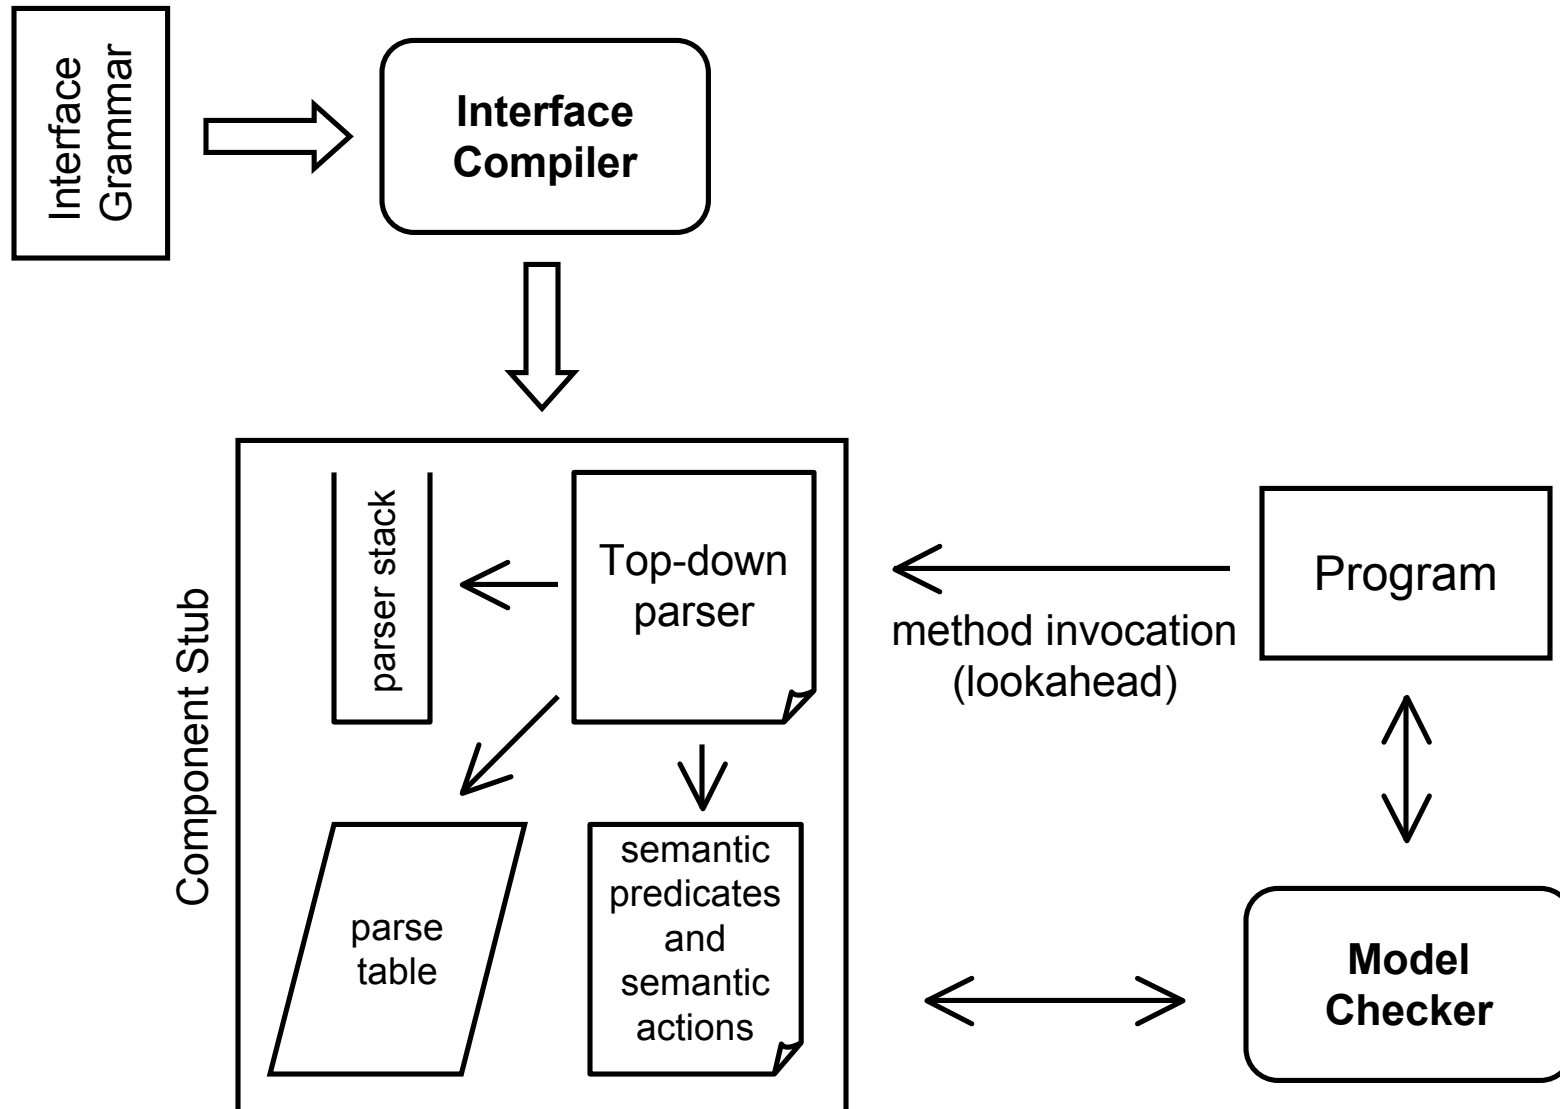 Interface
Grammar
Interface
Compiler
Component Stub
parser stack
Top-down
parser
method invocation
(lookahead)
Program
parse
table
semantic
predicates
and
semantic
actions
Model
Checker